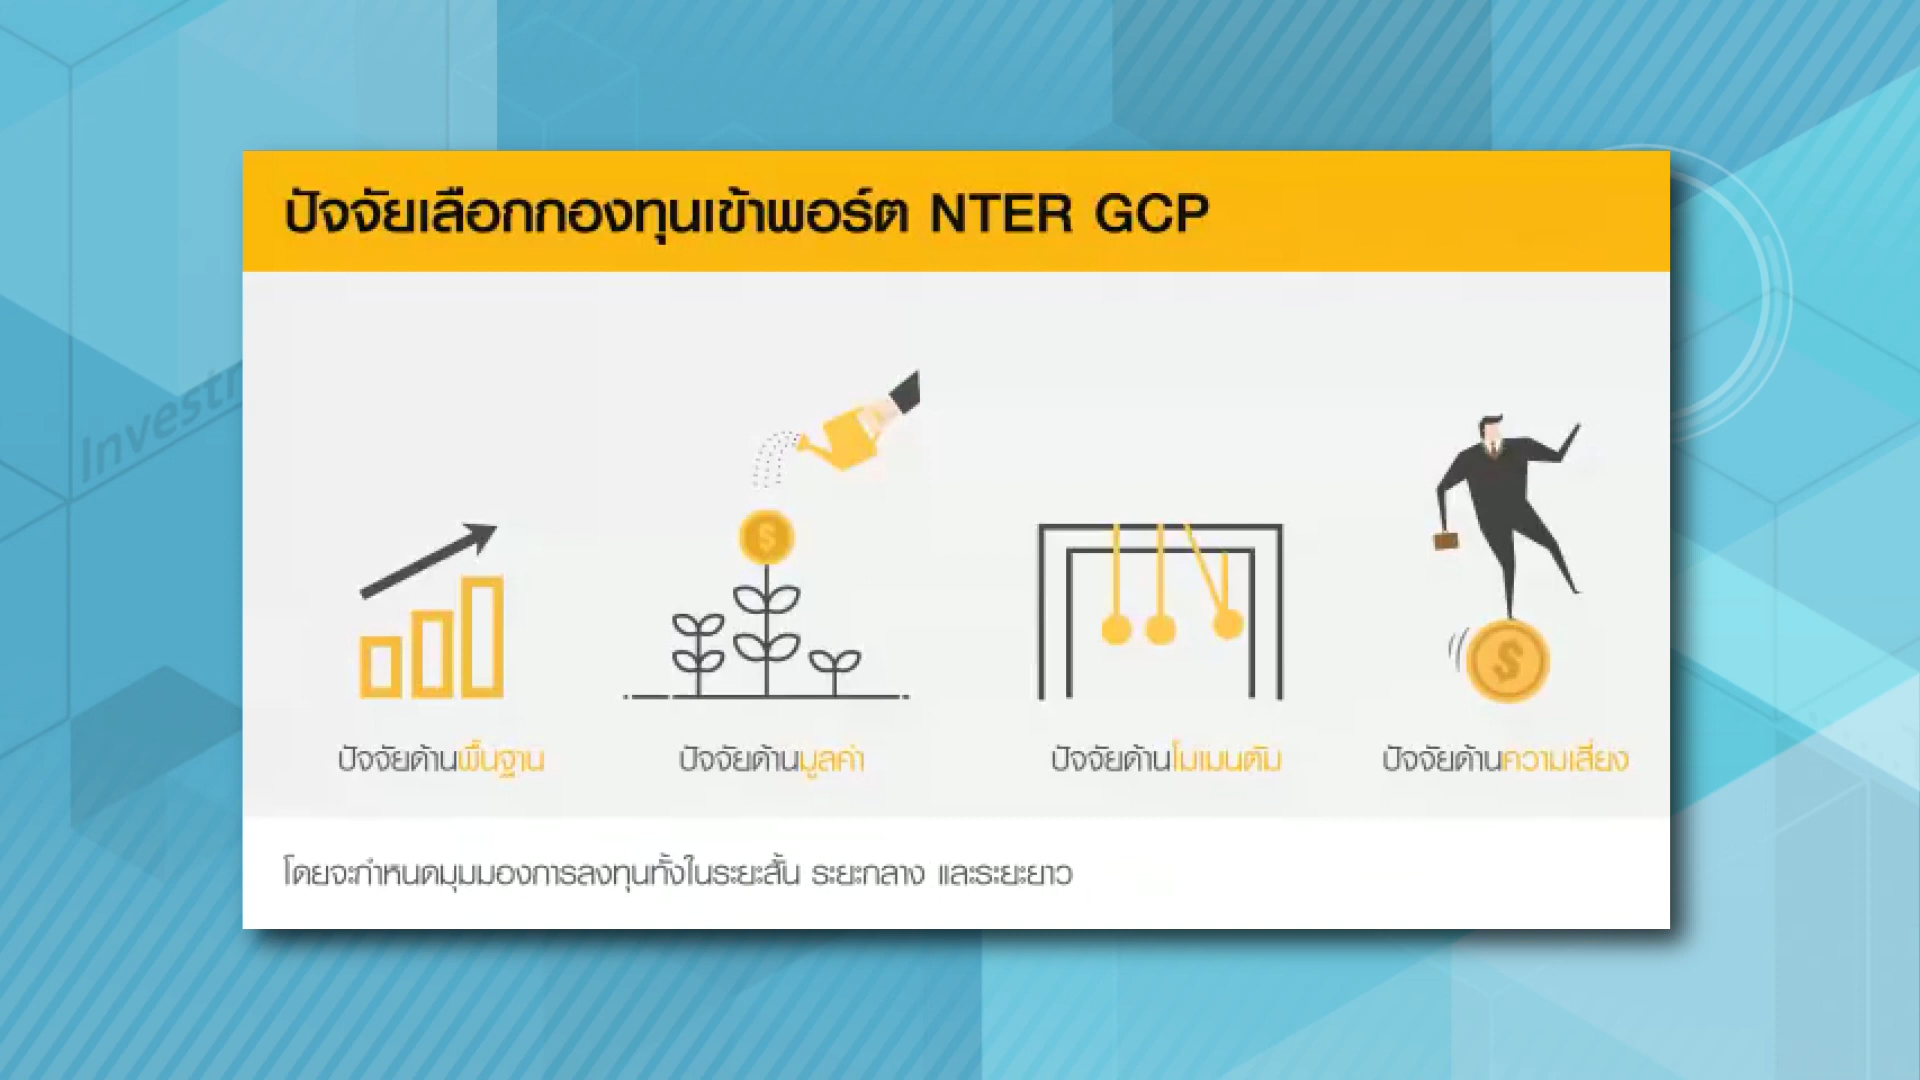 ปัจจัยเลือกกองทุนเข้าพอร์ต NTER GCP
ปัจจัยด้านพื้นฐาน
ปัจจัยด้านมูลค่า
ปัจจัยด้านโมเมนตัม
ปัจจัยด้านความเสี่ยง
โดยจะกำหนดมุมมองการลงทุนทั้งในระยะสั้น ระยะกลาง และระยะยาว